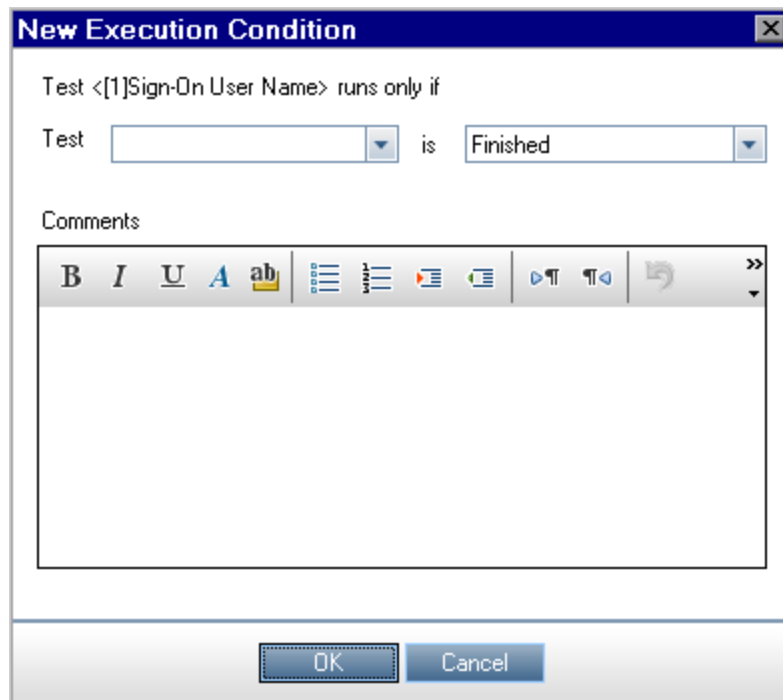 New Execution Condition
Test <[1]Sign-On User Name> runs only if
Test is Finished
Comments
B I U A ab
OK Cancel